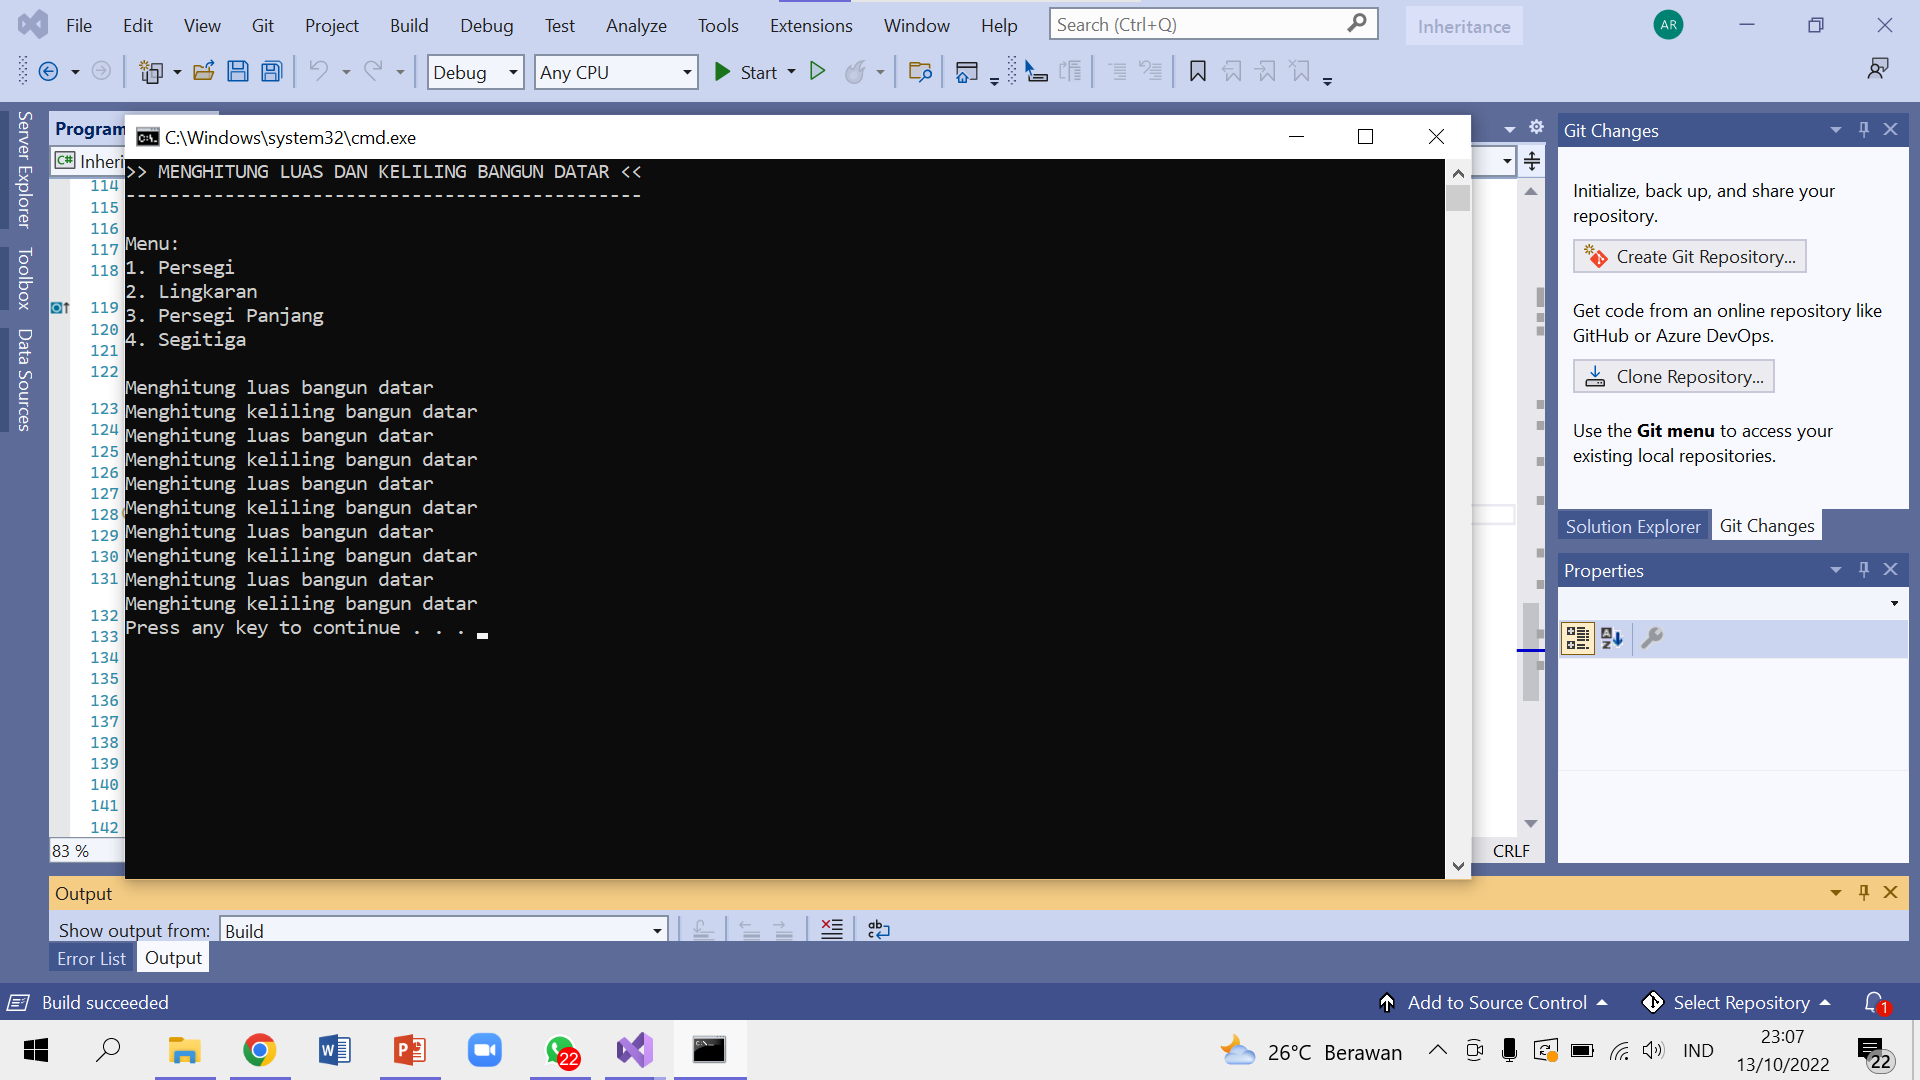 File Edit View Git Project Build Debug Test Analyze Tools Extensions Window Help Search (Ctrl+Q) Inheritance AR
Debug Any CPU Start
Server Explorer
Toolbox
Data Sources
Program
C# Inheri
C:\Windows\system32\cmd.exe
>> MENGHITUNG LUAS DAN KELILING BANGUN DATAR <<
-----------------------------------------------
Menu:
1. Persegi
2. Lingkaran
3. Persegi Panjang
4. Segitiga
Menghitung luas bangun datar
Menghitung keliling bangun datar
Menghitung luas bangun datar
Menghitung keliling bangun datar
Menghitung luas bangun datar
Menghitung keliling bangun datar
Menghitung luas bangun datar
Menghitung keliling bangun datar
Menghitung luas bangun datar
Menghitung keliling bangun datar
Press any key to continue . . .
114
115
116
117
118
119
120
121
122
123
124
125
126
127
128
129
130
131
132
133
134
135
136
137
138
139
140
141
142
83 %
CRLF
Git Changes
Initialize, back up, and share your
repository.
Create Git Repository...
Get code from an online repository like
GitHub or Azure DevOps.
Clone Repository...
Use the Git menu to access your
existing local repositories.
Solution Explorer Git Changes
Properties
Output
Show output from: Build
Error List Output
Build succeeded
Add to Source Control Select Repository 1
22
26°C Berawan
IND
23:07
13/10/2022
22